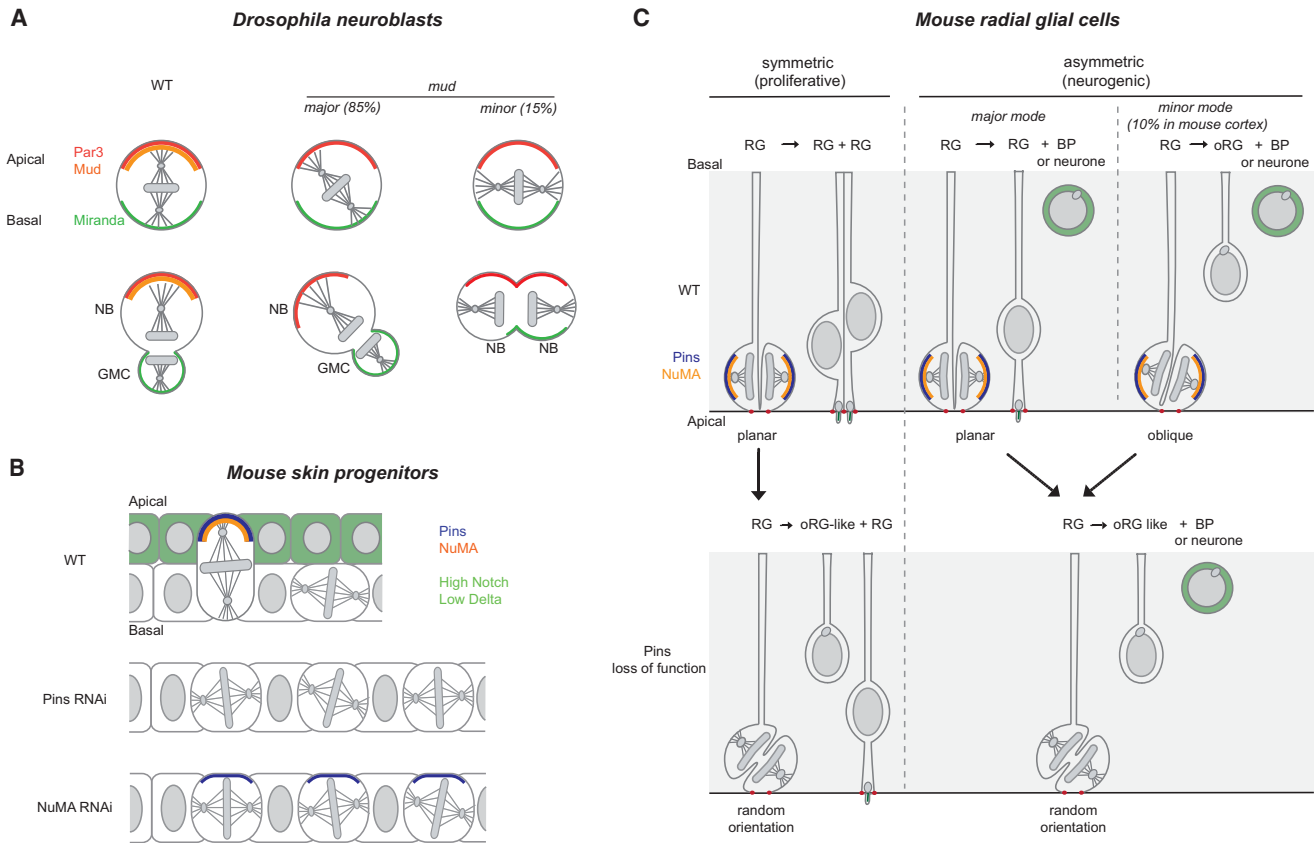 A
Drosophila neuroblasts
WT
mud
major (85%)
minor (15%)
Apical
Par3
Mud
Basal
Miranda
NB
GMC
NB
GMC
NB
NB
B
Mouse skin progenitors
Apical
WT
Basal
Pins
NuMA
High Notch
Low Delta
Pins RNAi
NuMA RNAi
C
Mouse radial glial cells
symmetric
(proliferative)
asymmetric
(neurogenic)
major mode
minor mode
(10% in mouse cortex)
RG → RG + RG
RG → RG + BP
or neurone
RG → oRG + BP
or neurone
Basal
WT
Pins
NuMA
Apical
planar
planar
oblique
RG → oRG-like + RG
RG → oRG like + BP
or neurone
Pins
loss of function
random
orientation
random
orientation